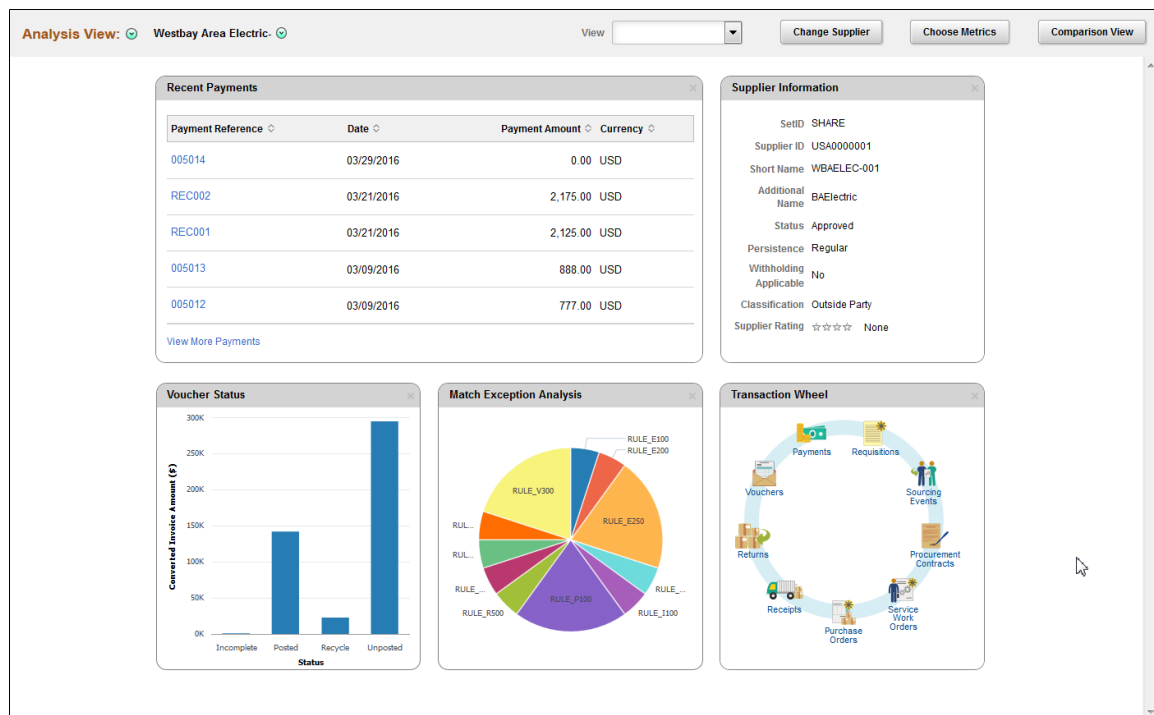 Analysis View: Westbay Area Electric- View Change Supplier Choose Metrics Comparison View
Recent Payments
Payment Reference Date Payment Amount Currency
005014 03/29/2016 0.00 USD
REC002 03/21/2016 2,175.00 USD
REC001 03/21/2016 2,125.00 USD
005013 03/09/2016 888.00 USD
005012 03/09/2016 777.00 USD
View More Payments
Supplier Information
SetID SHARE
Supplier ID USA0000001
Short Name WBAELEC-001
Additional
Name BAElectric
Status Approved
Persistence Regular
Withholding
Applicable No
Classification Outside Party
Supplier Rating None
Voucher Status
Converted Invoice Amount ($)
300K
250K
200K
150K
100K
50K
0K
Incomplete Posted Recycle Unposted
Status
Match Exception Analysis
RULE_E100
RULE_E200
RULE_V300
RULE_E250
RUL...
RUL...
RULE_...
RULE_...
RULE_P100
RULE_R500
RULE_I100
Transaction Wheel
Payments
Requisitions
Vouchers
Sourcing
Events
Returns
Procurement
Contracts
Receipts
Service
Work
Orders
Purchase
Orders